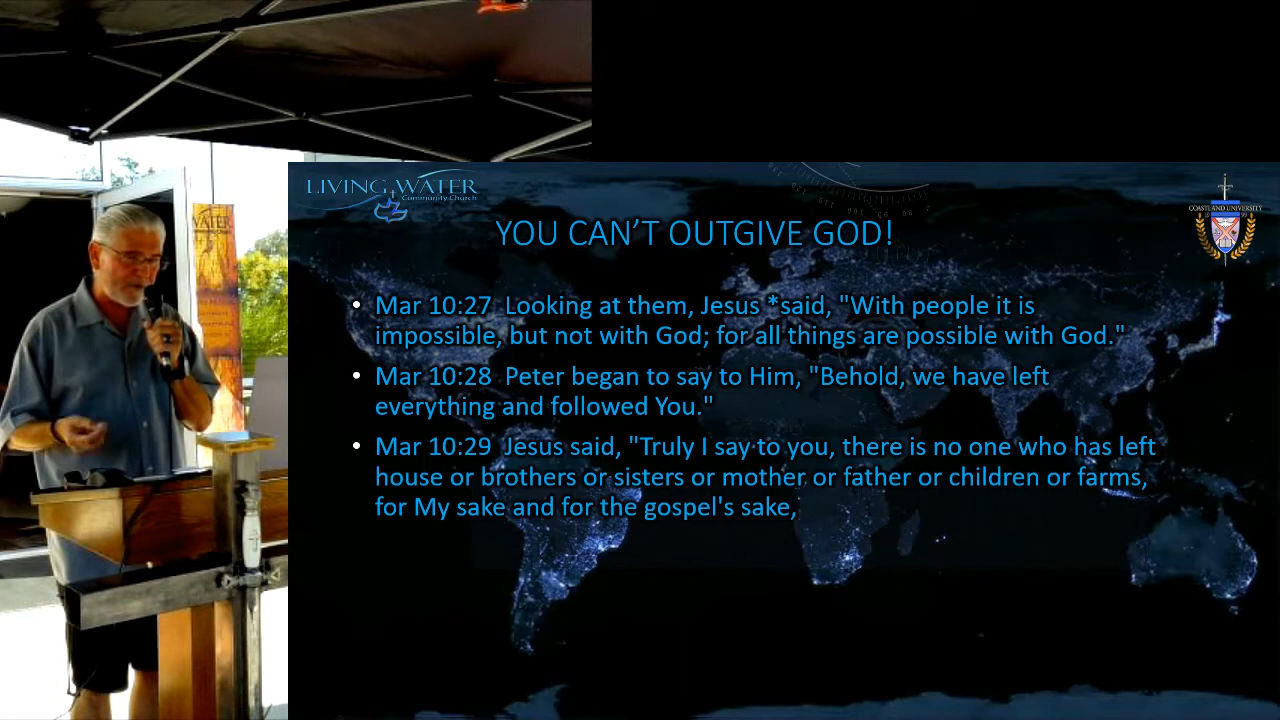 LIVING WATER
Community Church
COASTLAND UNIVERSITY
YOU CAN’T OUTGIVE GOD!
• Mar 10:27 Looking at them, Jesus *said, "With people it is
impossible, but not with God; for all things are possible with God."
• Mar 10:28 Peter began to say to Him, "Behold, we have left
everything and followed You."
• Mar 10:29 Jesus said, "Truly I say to you, there is no one who has left
house or brothers or sisters or mother or father or children or farms,
for My sake and for the gospel's sake,
WATER